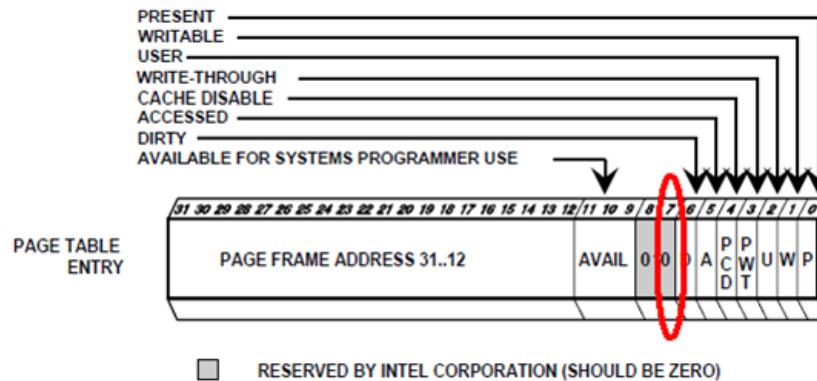 PRESENT
WRITABLE
USER
WRITE-THROUGH
CACHE DISABLE
ACCESSED
DIRTY
AVAILABLE FOR SYSTEMS PROGRAMMER USE
31 30 29 28 27 26 25 24 23 22 21 20 19 18 17 16 15 14 13 12 11 10 9 8 7 6 5 4 3 2 1 0
PAGE TABLE ENTRY
PAGE FRAME ADDRESS 31..12 AVAIL 0 0 D A PCD PWT U W P
RESERVED BY INTEL CORPORATION (SHOULD BE ZERO)